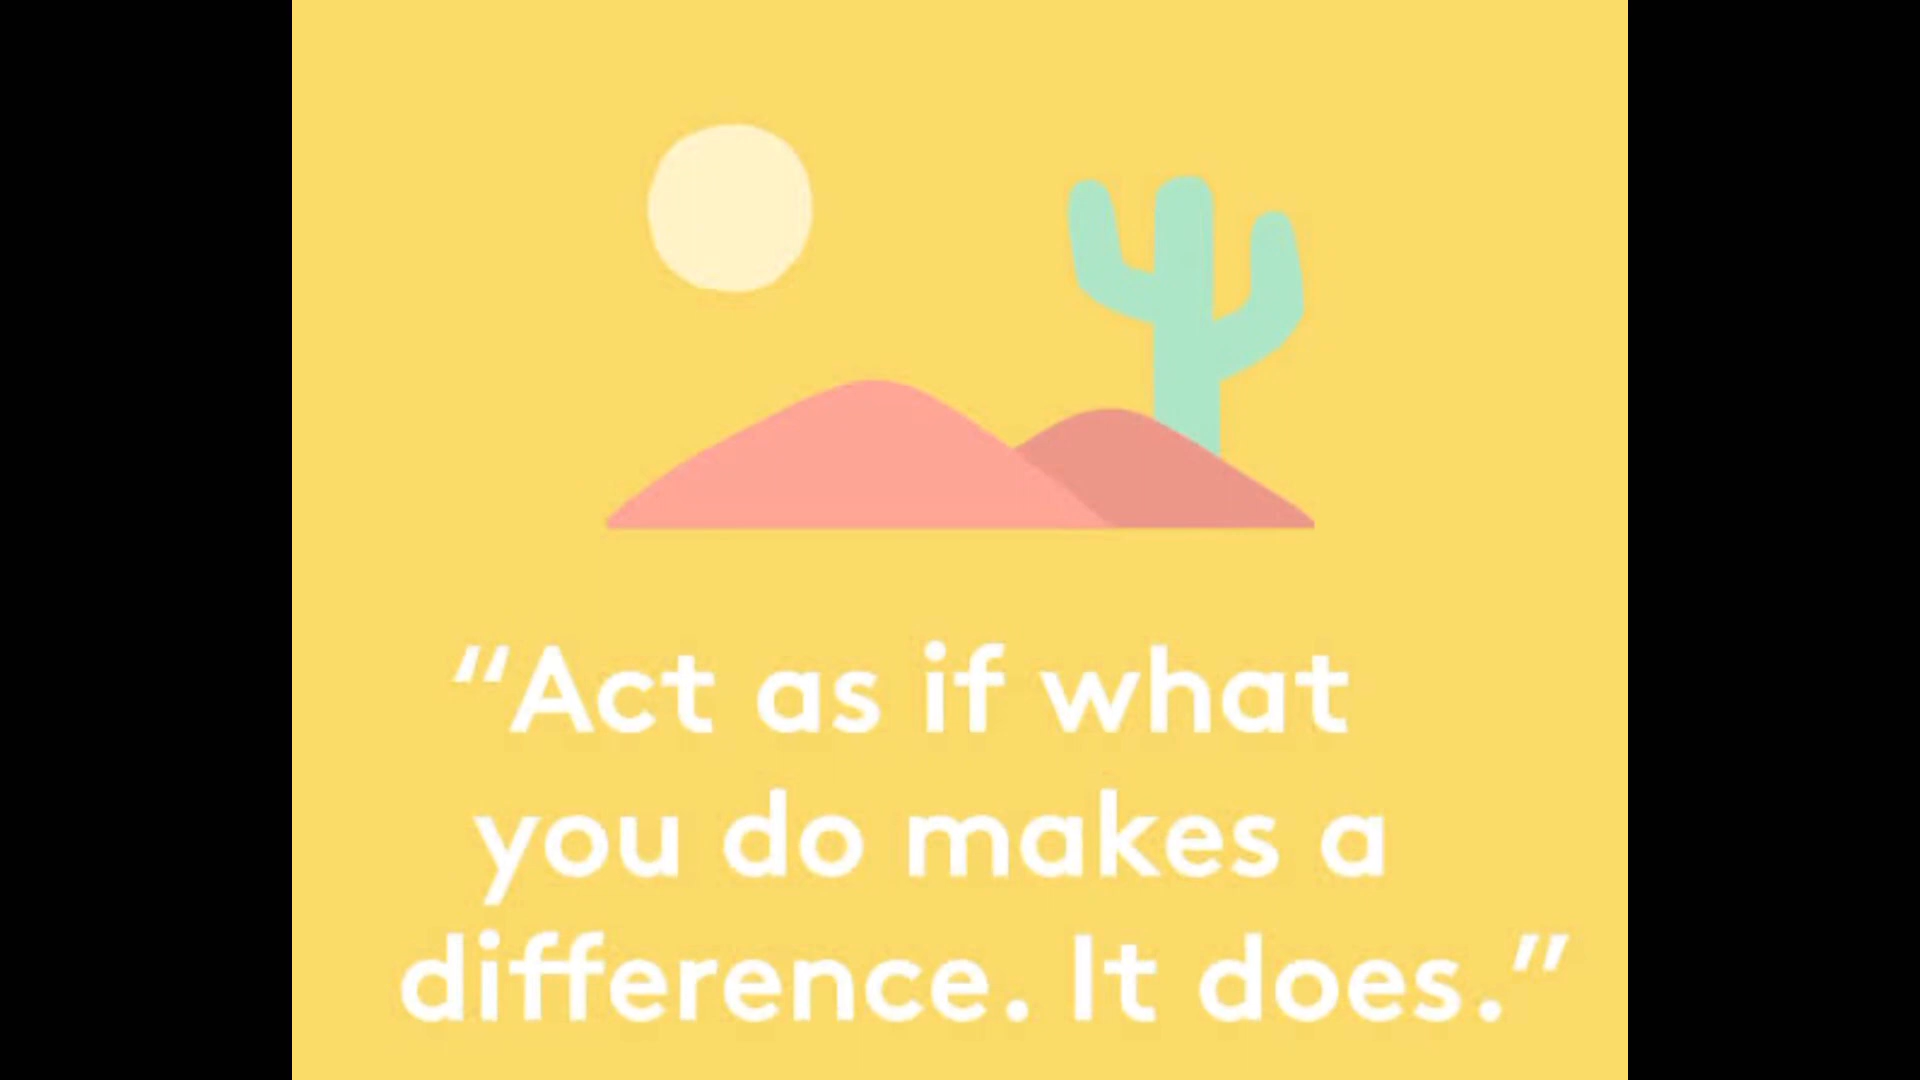 “Act as if what
you do makes a
difference. It does.”